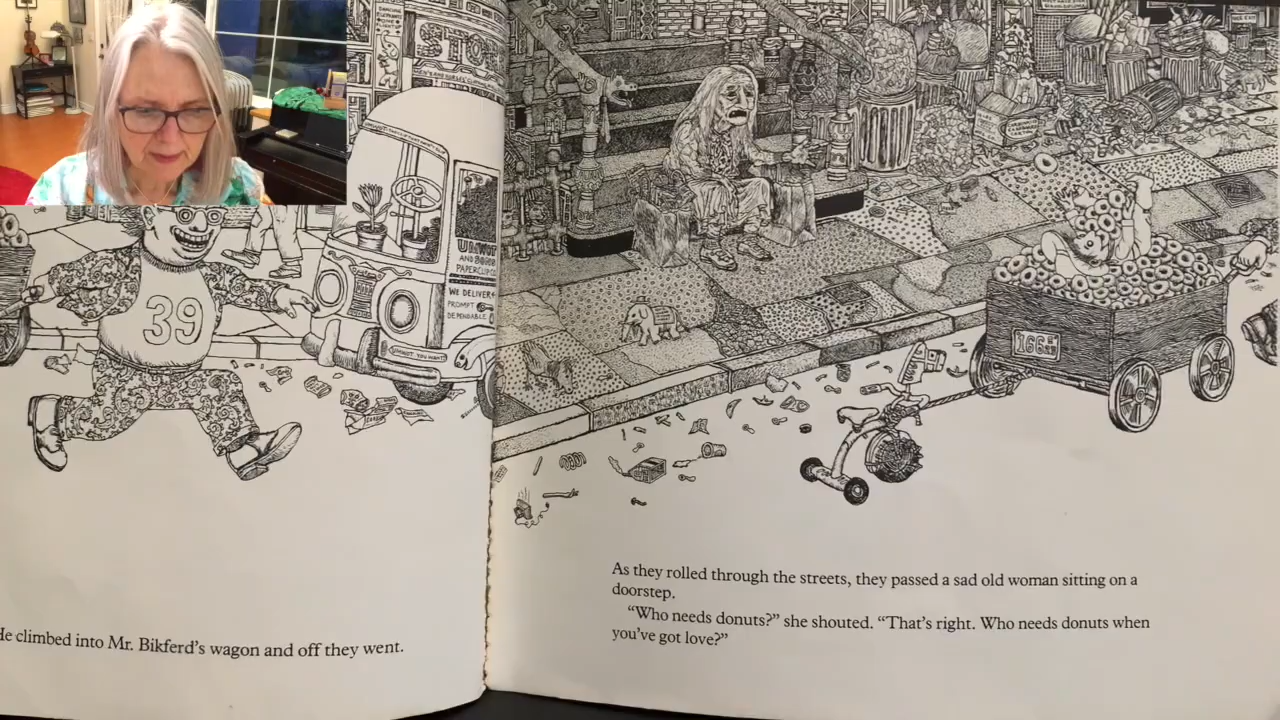 STO
39
AND
PAPERCLIPS
WE DELIVER
PROMPT
DEPENDABLE
166
He climbed into Mr. Bikferd's wagon and off they went.
As they rolled through the streets, they passed a sad old woman sitting on a
doorstep.
"Who needs donuts?" she shouted. "That's right. Who needs donuts when
you've got love?"